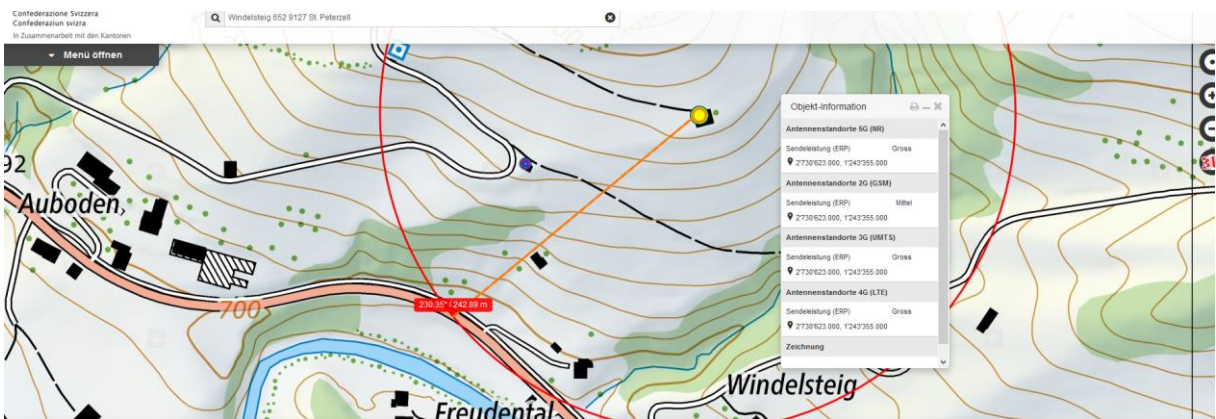 Confederazione Svizzera
Confederaziun svizra
In Zusammenarbeit mit den Kantonen
Windelsteig 652 9127 St. Peterzell
Menü öffnen
Objekt-Information
Antennenstandorte 5G (NR)
Sendeleistung (ERP) Gross
2'730'623.000, 1'243'355.000
Antennenstandorte 2G (GSM)
Sendeleistung (ERP) Mittel
2'730'623.000, 1'243'355.000
Antennenstandorte 3G (UMTS)
Sendeleistung (ERP) Gross
2'730'623.000, 1'243'355.000
Antennenstandorte 4G (LTE)
Sendeleistung (ERP) Gross
2'730'623.000, 1'243'355.000
Zeichnung
92
Auboden,
230.35° / 242.89 m
700
Windelsteig
Freudental